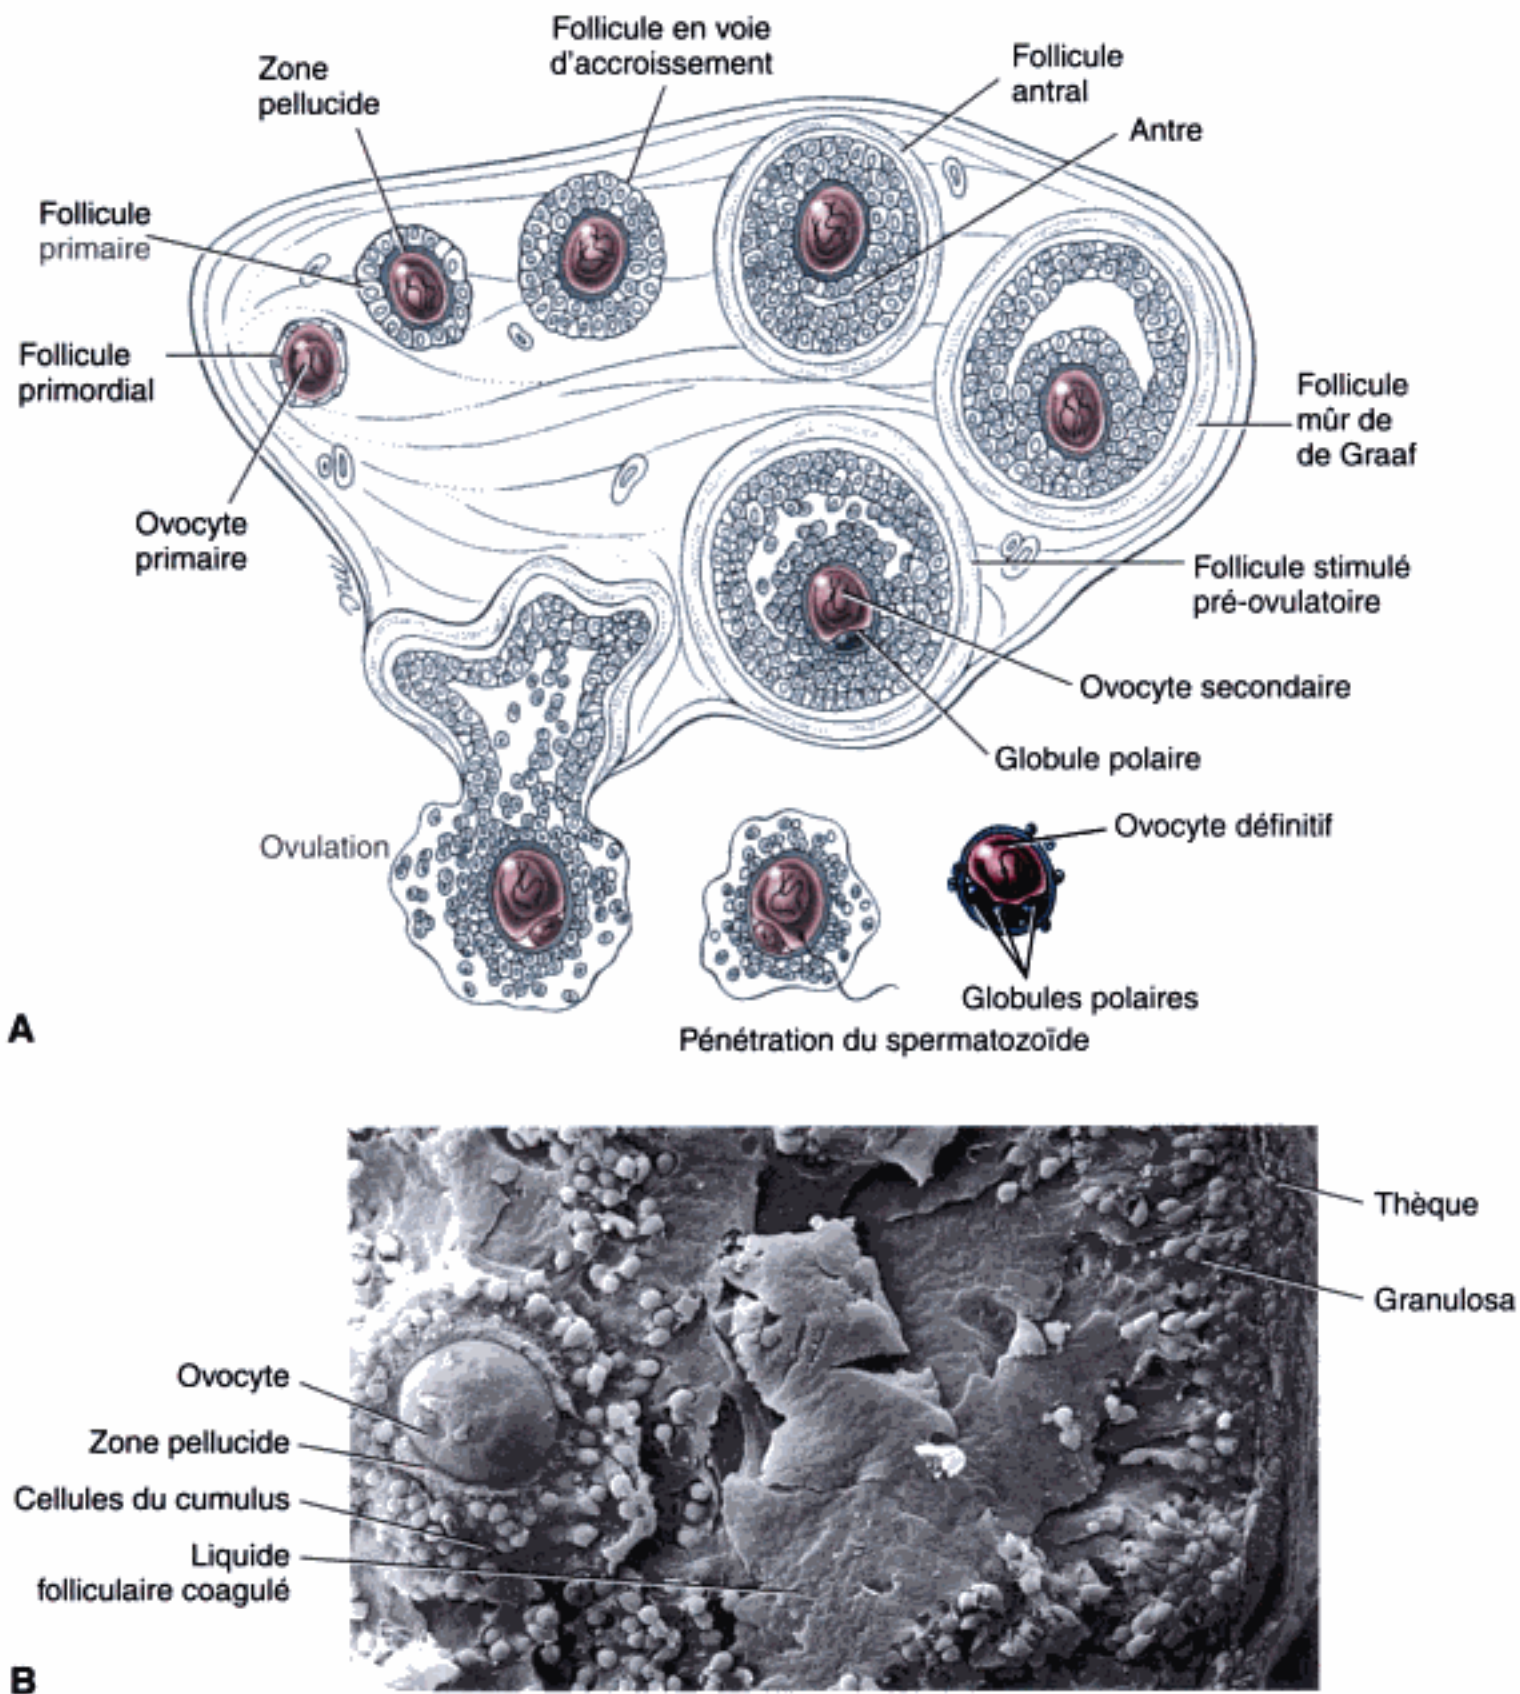 Follicule en voie
d'accroissement
Zone
pellucide
Follicule
antral
Antre
Follicule
primaire
Follicule
primordial
Follicule
mûr de
de Graaf
Ovocyte
primaire
Follicule stimulé
pré-ovulatoire
Ovocyte secondaire
Globule polaire
Ovulation
Ovocyte définitif
Globules polaires
A
Pénétration du spermatozoïde
Thèque
Granulosa
Ovocyte
Zone pellucide
Cellules du cumulus
Liquide
folliculaire coagulé
B